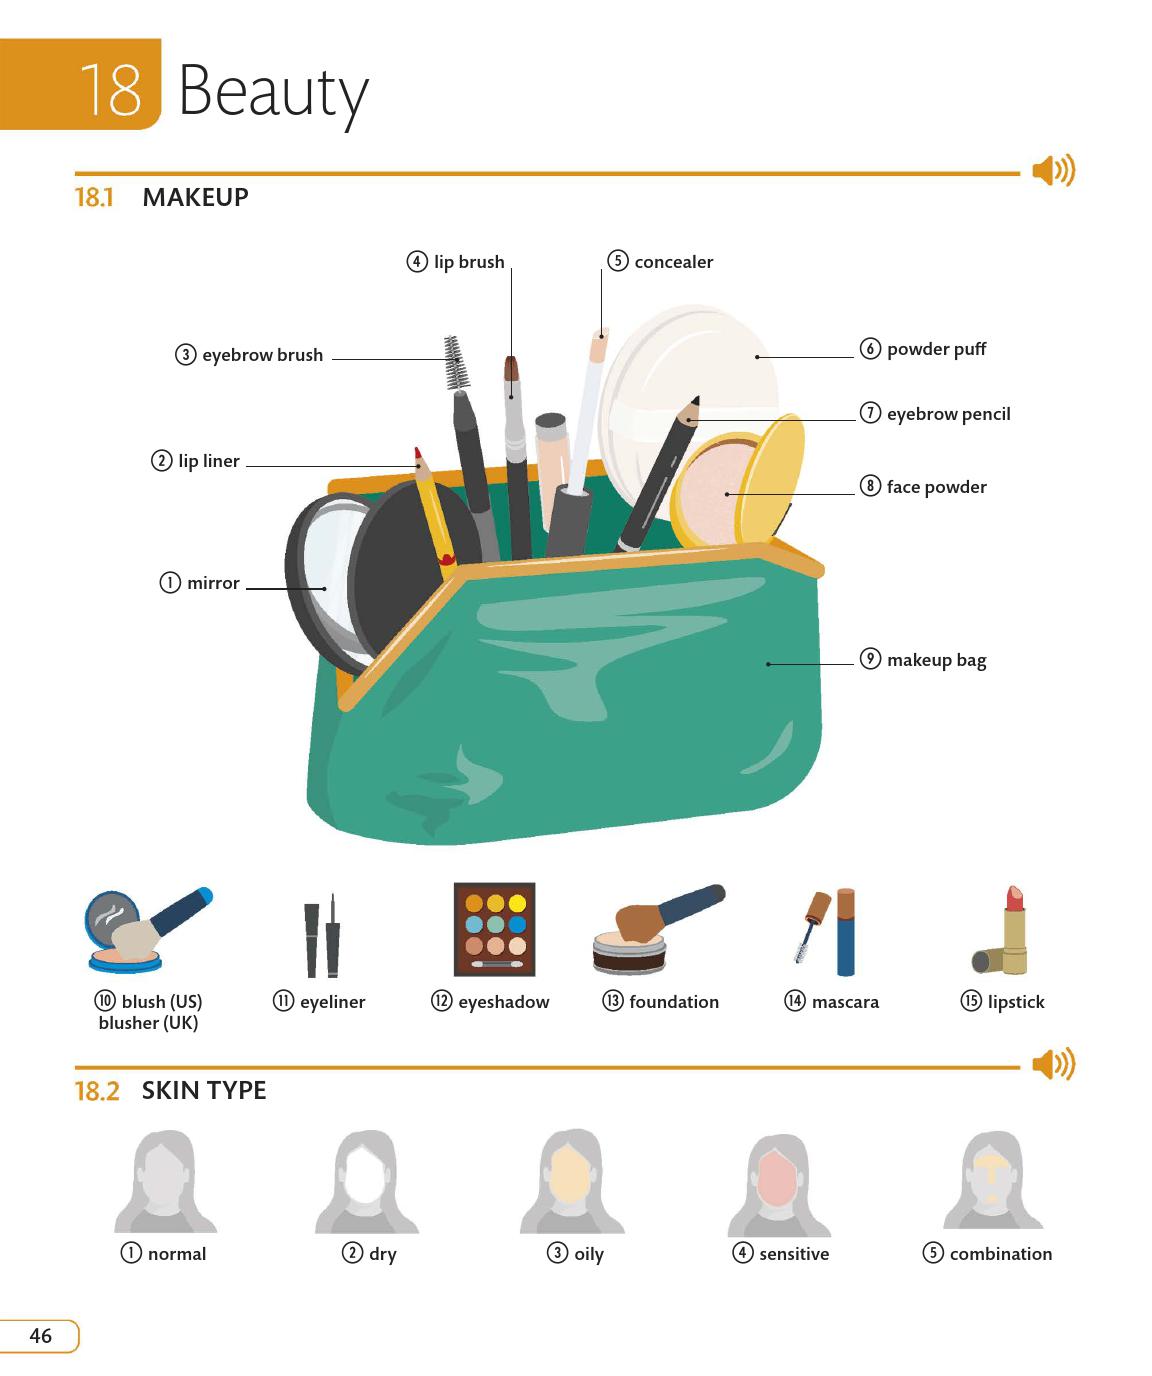 18 Beauty
18.1 MAKEUP
④ lip brush
⑤ concealer
③ eyebrow brush
⑥ powder puff
⑦ eyebrow pencil
② lip liner
⑧ face powder
① mirror
⑨ makeup bag
⑩ blush (US)
blusher (UK)
⑪ eyeliner
⑫ eyeshadow
⑬ foundation
⑭ mascara
⑮ lipstick
18.2 SKIN TYPE
① normal
② dry
③ oily
④ sensitive
⑤ combination
46